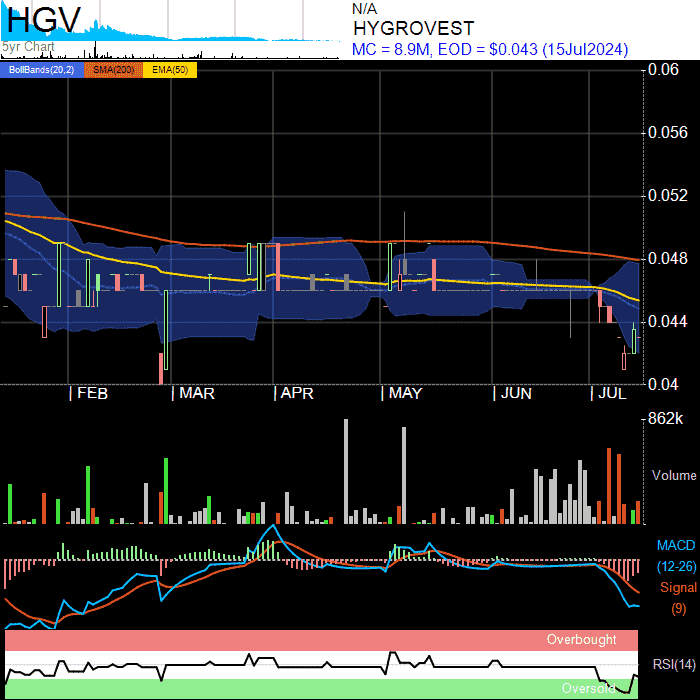 HGV
5yr Chart
N/A
HYGROVEST
MC = 8.9M, EOD = $0.043 (15Jul2024)
BollBands(20,2) SMA(200) EMA(50)
0.06
0.056
0.052
0.048
0.044
0.04
FEB MAR APR MAY JUN JUL
862k
Volume
MACD
(12-26)
Signal
(9)
Overbought
RSI(14)
Oversold